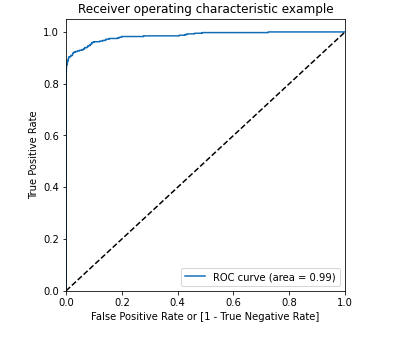 Receiver operating characteristic example
1.0
0.8
0.6
0.4
0.2
0.0
True Positive Rate
ROC curve (area = 0.99)
0.0 0.2 0.4 0.6 0.8 1.0
False Positive Rate or [1 - True Negative Rate]